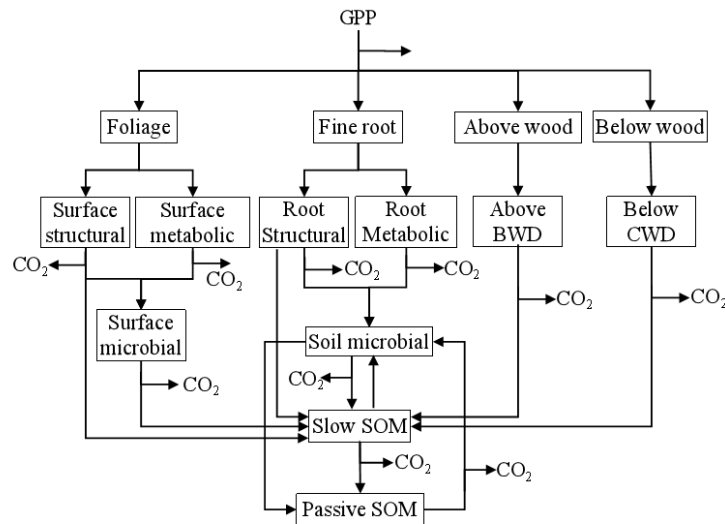 GPP
Foliage
Fine root
Above wood
Below wood
Surface
structural
Surface
metabolic
Root
Structural
Root
Metabolic
Above
BWD
Below
CWD
CO2
CO2
CO2
CO2
CO2
CO2
Surface
microbial
Soil microbial
CO2
CO2
Slow SOM
CO2
CO2
Passive SOM